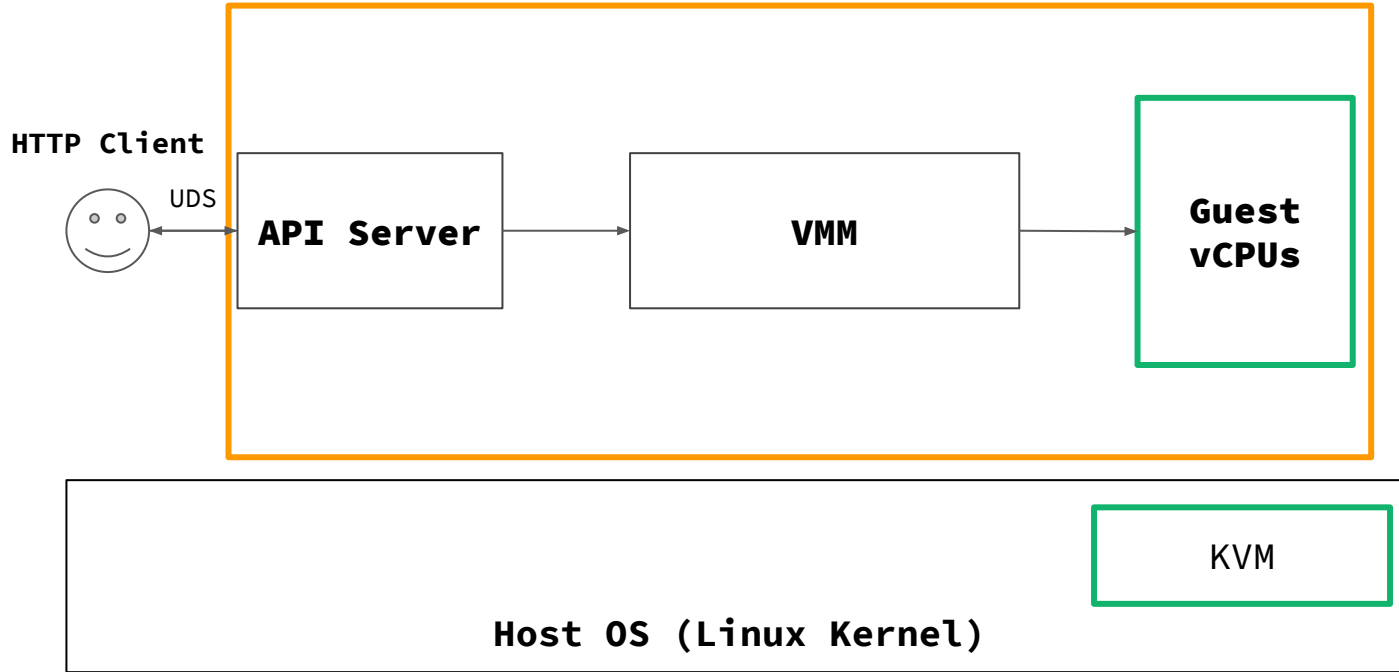 HTTP Client
UDS
API Server
VMM
Guest
vCPUs
KVM
Host OS (Linux Kernel)